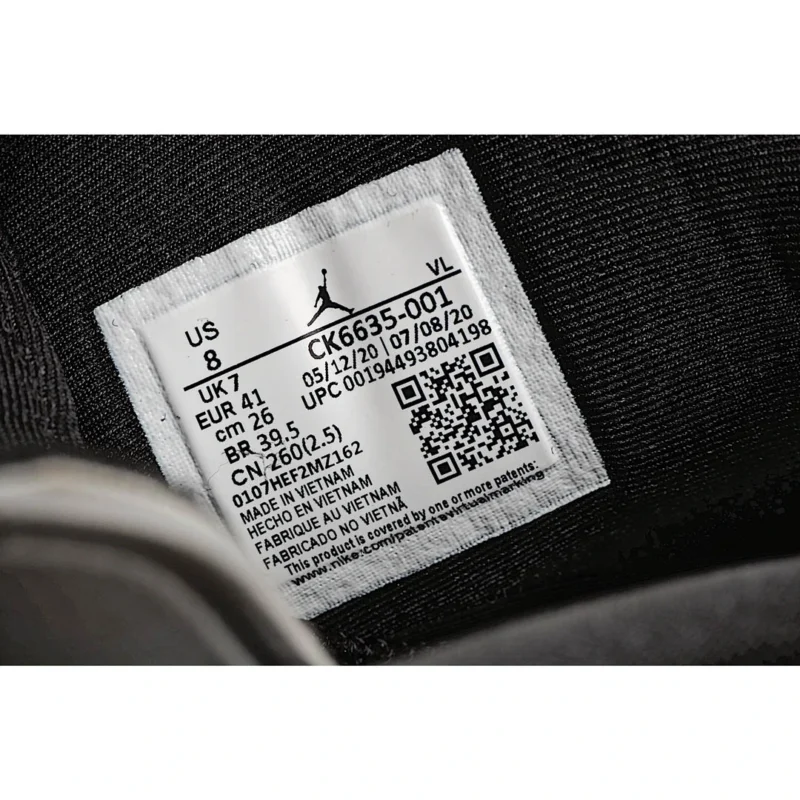 US
8
VL
CK6635-001
05/12/20 | 07/08/20
UPC 00194493804198
UK 7
EUR 41
cm 26
BR 39.5
CN 260(2.5)
0107HEF2MZ162
MADE IN VIETNAM
HECHO EN VIETNAM
FABRIQUE AU VIETNAM
FABRICADO NO VIETNÃ
This product is covered by one or more patents:
www.nike.com/patentsvirtualmarking